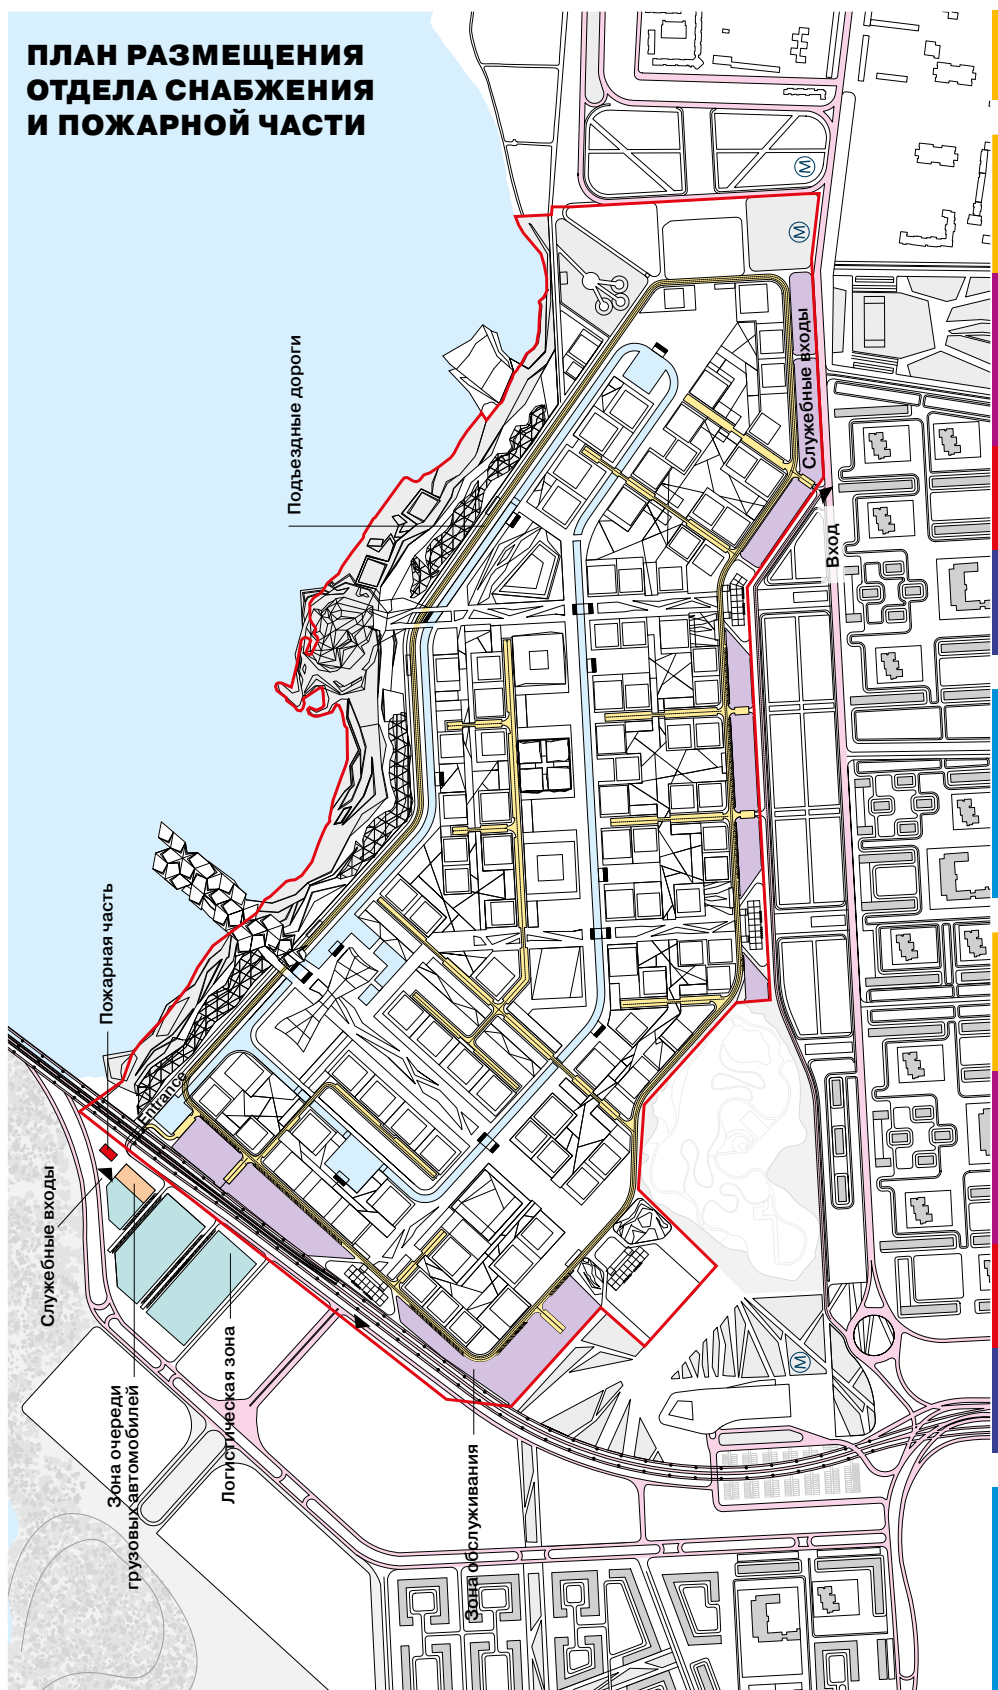 ПЛАН РАЗМЕЩЕНИЯ
ОТДЕЛА СНАБЖЕНИЯ
И ПОЖАРНОЙ ЧАСТИ
M
M
Подъездные дороги
Служебные входы
Вход
Пожарная часть
Entrance
Служебные входы
Зона очереди
грузовых автомобилей
Логистическая зона
Зона обслуживания
M